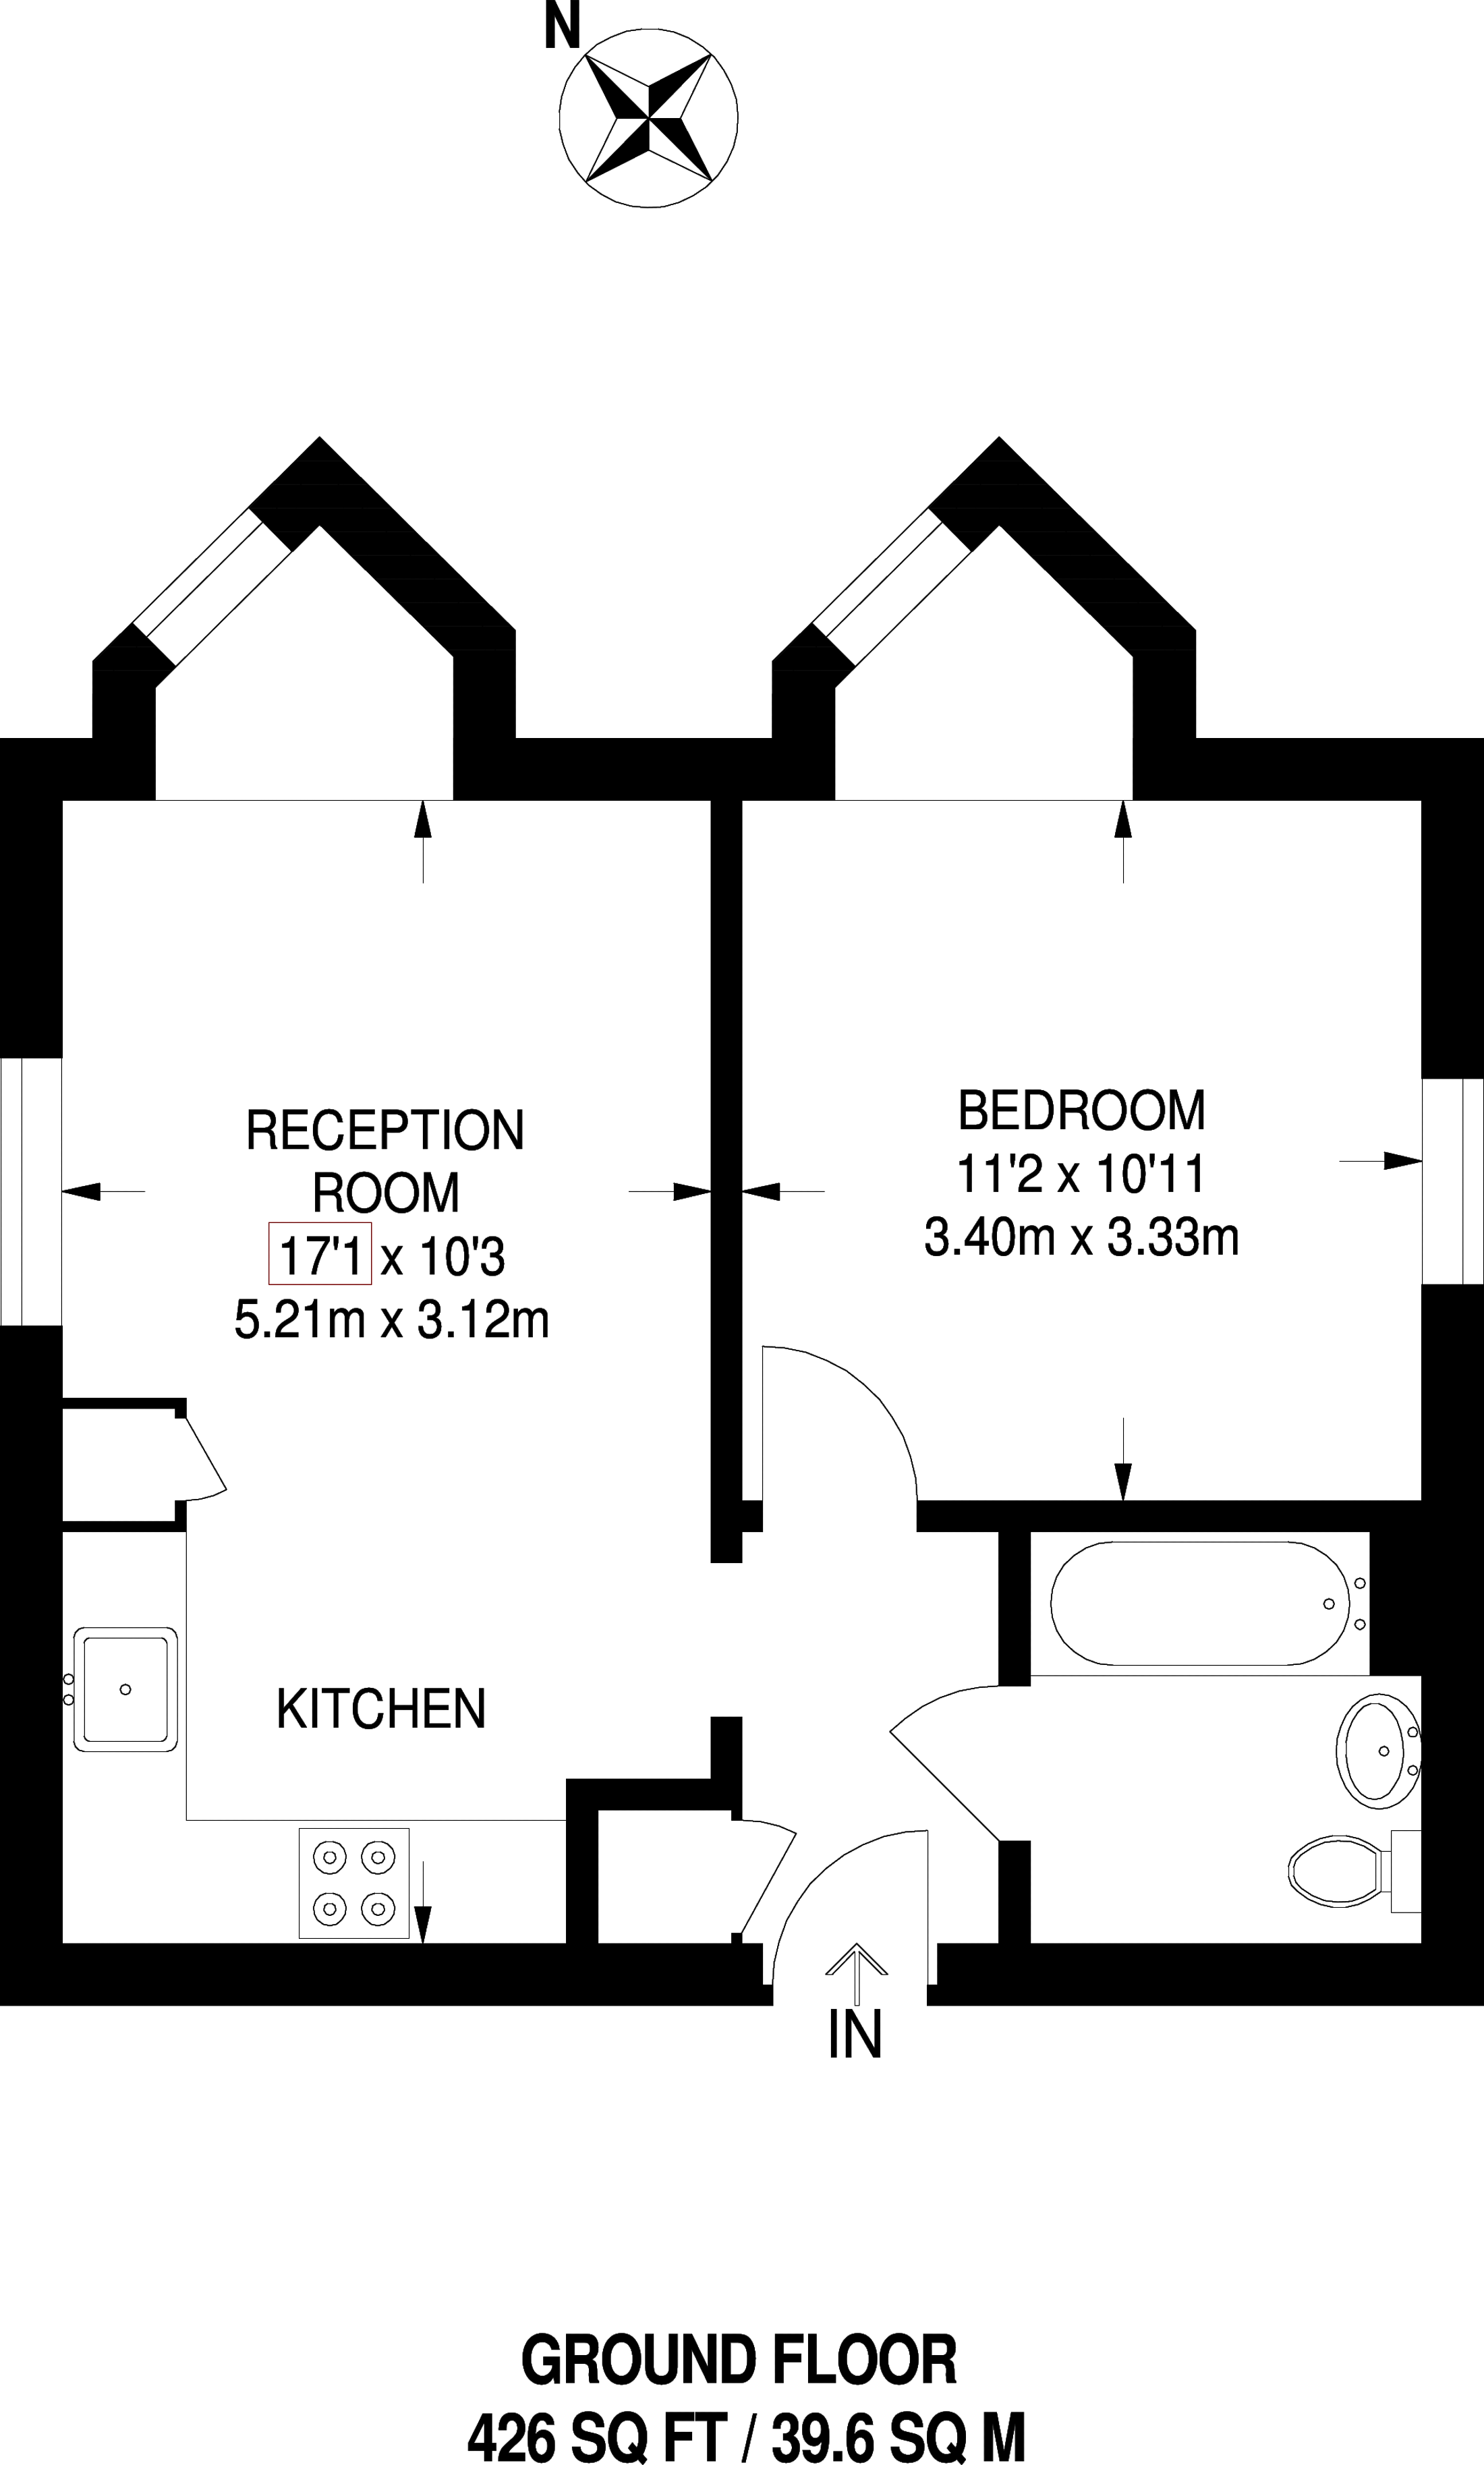 N
RECEPTION
ROOM
17'1 x 10'3
5.21m x 3.12m
BEDROOM
11'2 x 10'11
3.40m x 3.33m
KITCHEN
IN
GROUND FLOOR
426 SQ FT / 39.6 SQ M